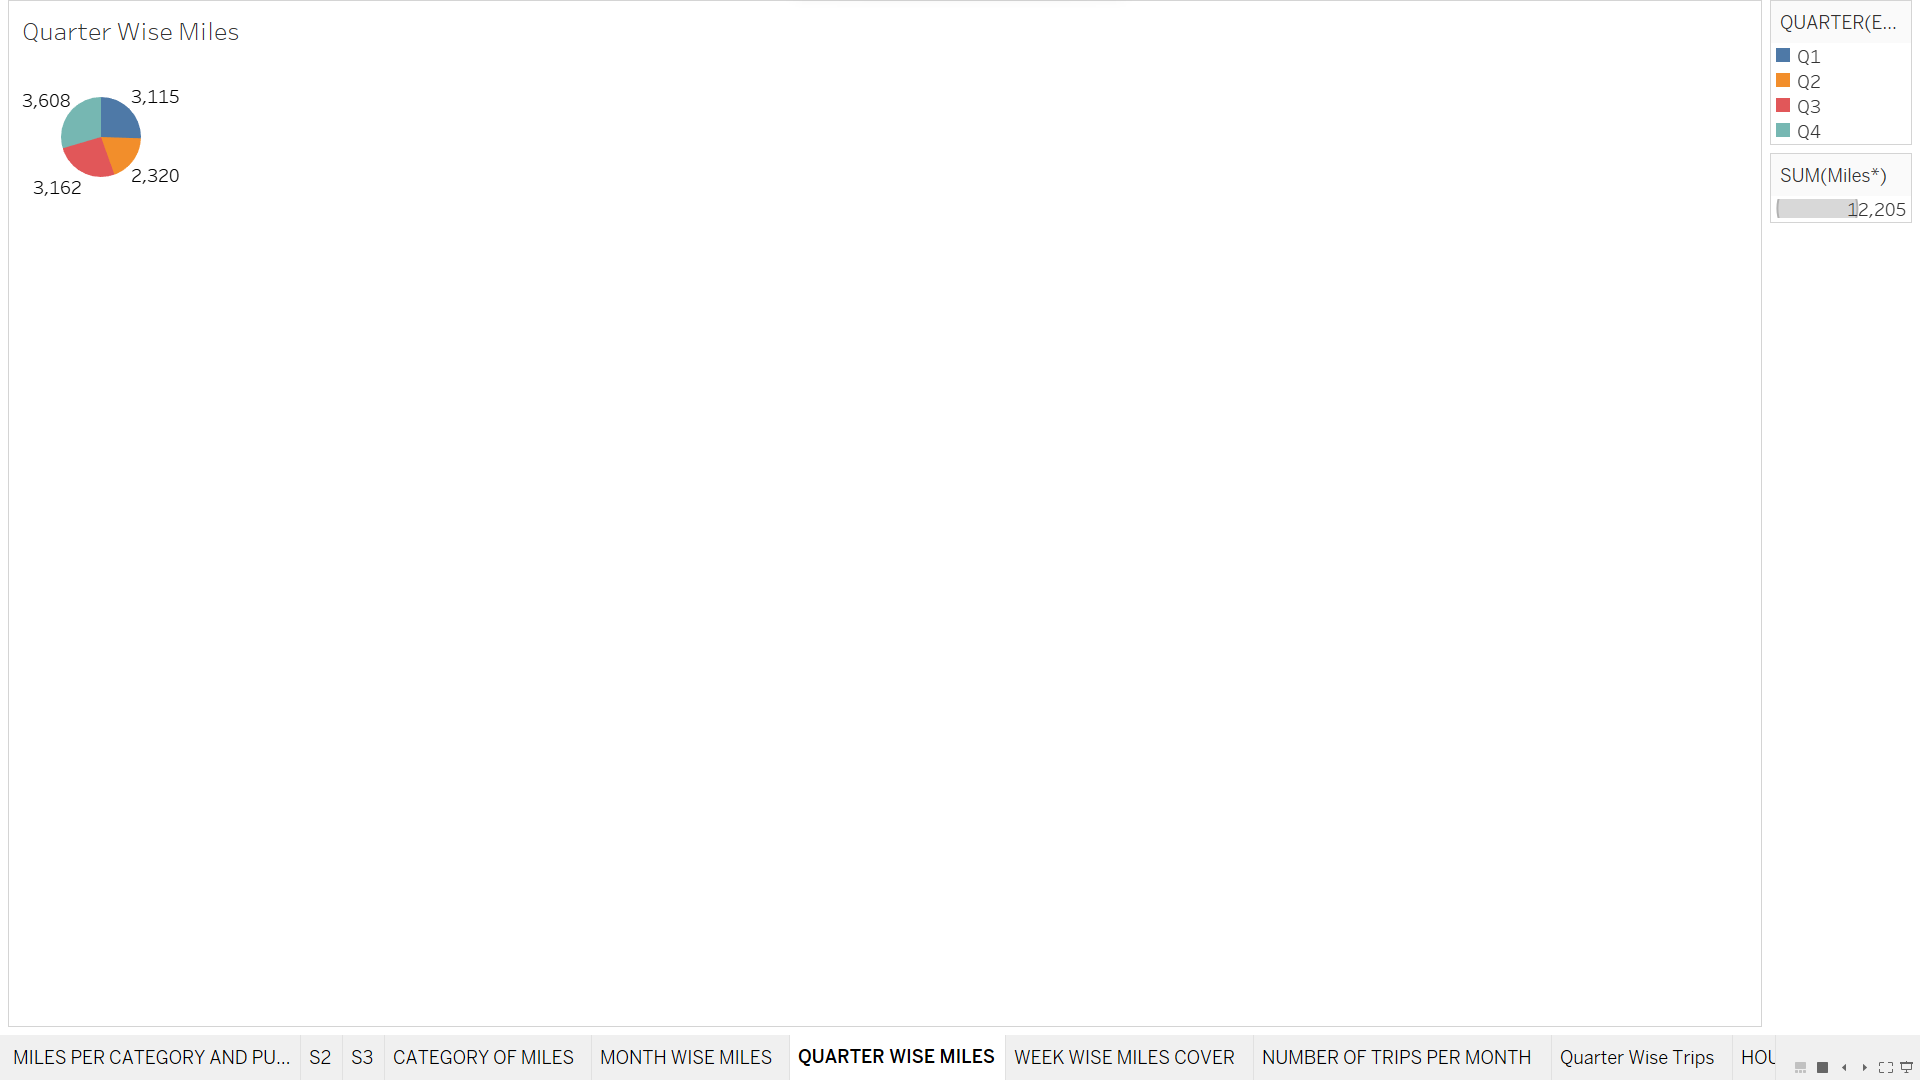 Quarter Wise Miles
3,608
3,115
3,162
2,320
QUARTER(E...
Q1
Q2
Q3
Q4
SUM(Miles*)
12,205
MILES PER CATEGORY AND PU... S2 S3 CATEGORY OF MILES MONTH WISE MILES QUARTER WISE MILES WEEK WISE MILES COVER NUMBER OF TRIPS PER MONTH Quarter Wise Trips HOU